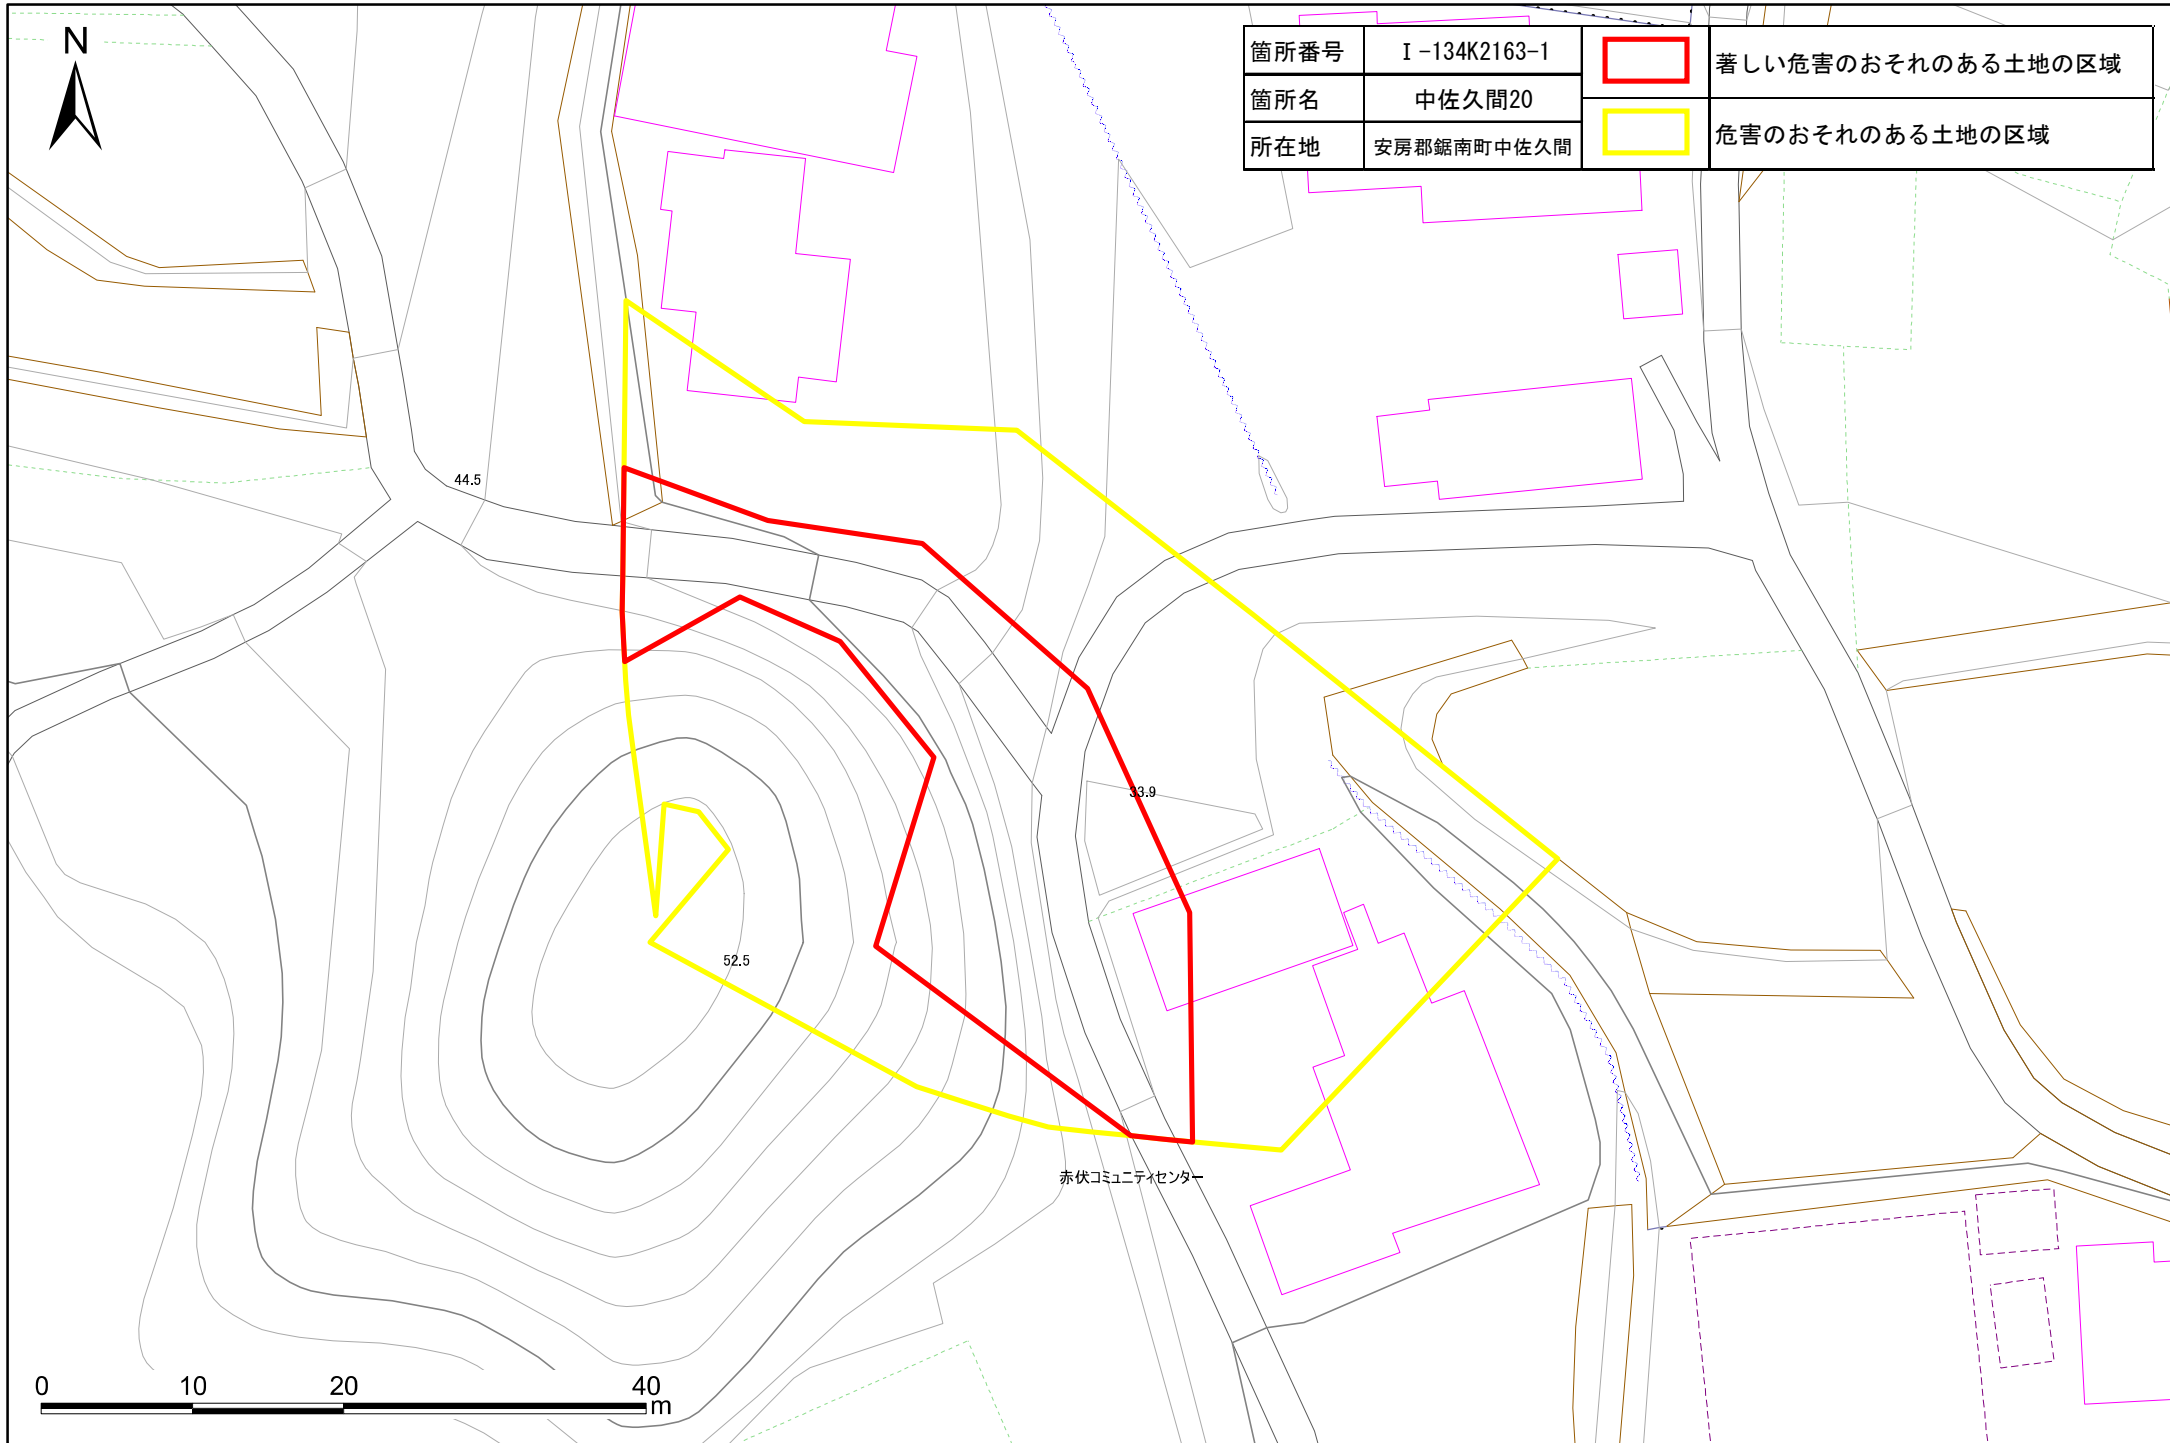 N
箇所番号 Ⅰ-134K2163-1
著しい危害のおそれのある土地の区域
箇所名 中佐久間20
危害のおそれのある土地の区域
所在地 安房郡鋸南町中佐久間
44.5
33.9
52.5
赤伏コミュニティセンター
0 10 20 40
m